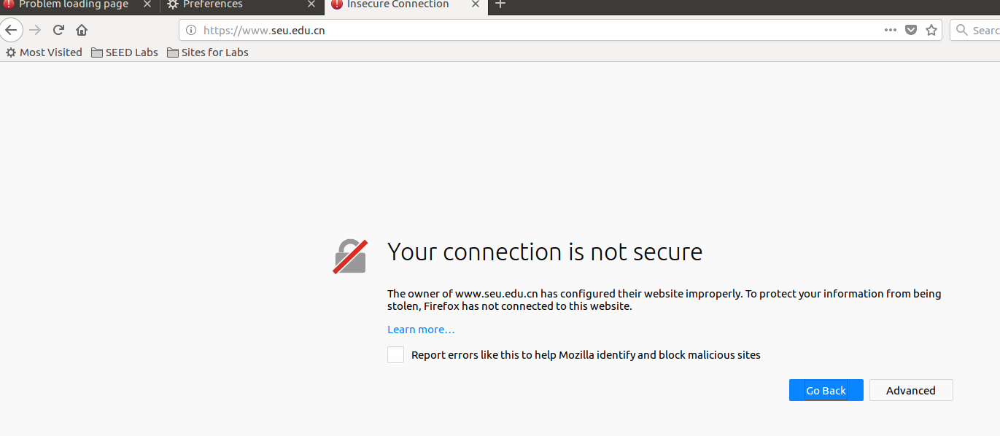 Problem loading page
Preferences
Insecure Connection
https://www.seu.edu.cn
Searc
Most Visited
SEED Labs
Sites for Labs
Your connection is not secure
The owner of www.seu.edu.cn has configured their website improperly. To protect your information from being
stolen, Firefox has not connected to this website.
Learn more…
Report errors like this to help Mozilla identify and block malicious sites
Go Back
Advanced